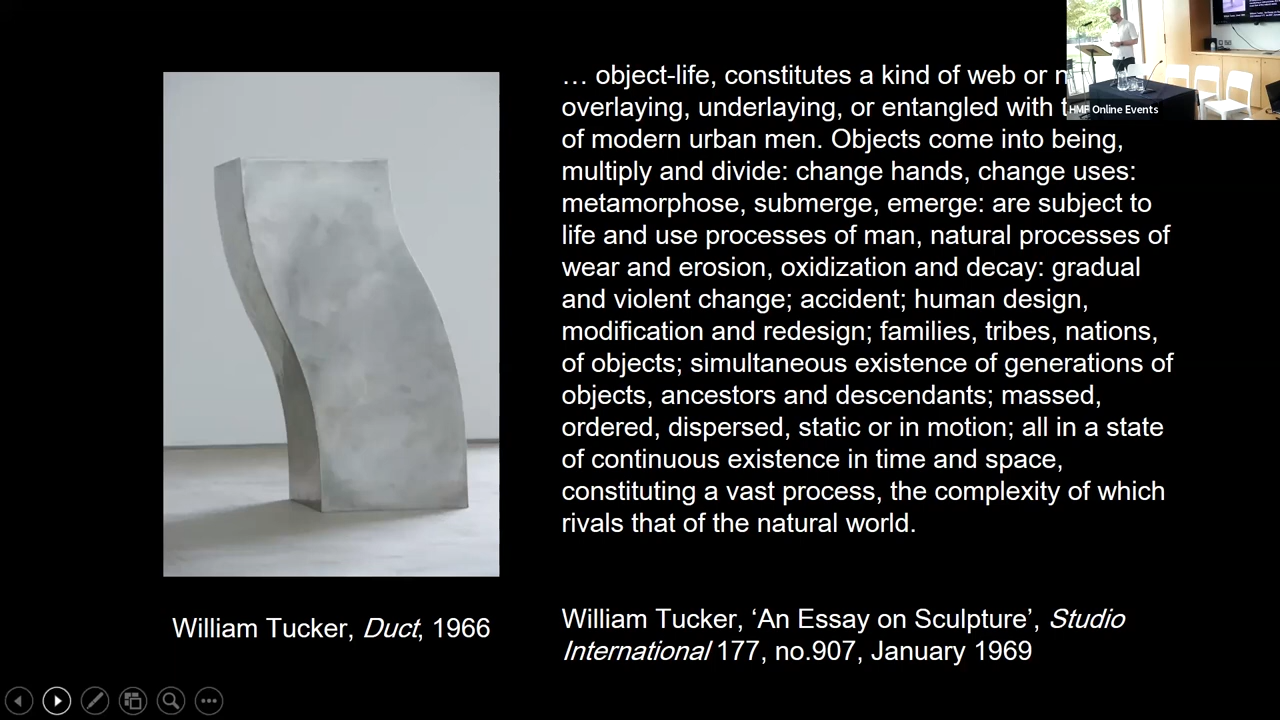 … object-life, constitutes a kind of web or
overlaying, underlaying, or entangled with
of modern urban men. Objects come into being,
multiply and divide: change hands, change uses:
metamorphose, submerge, emerge: are subject to
life and use processes of man, natural processes of
wear and erosion, oxidization and decay: gradual
and violent change; accident; human design,
modification and redesign; families, tribes, nations,
of objects; simultaneous existence of generations of
objects, ancestors and descendants; massed,
ordered, dispersed, static or in motion; all in a state
of continuous existence in time and space,
constituting a vast process, the complexity of which
rivals that of the natural world.
William Tucker, Duct, 1966
William Tucker, ‘An Essay on Sculpture’, Studio
International 177, no.907, January 1969
HMF Online Events